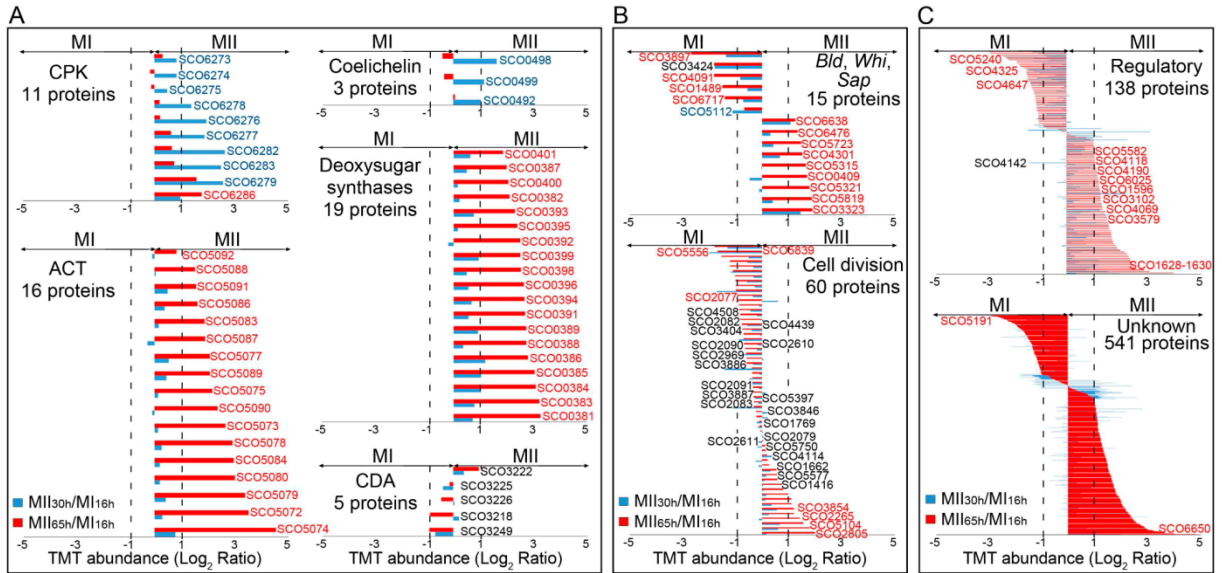 A
MI
MII
CPK
11 proteins
SCO6273
SCO6274
SCO6275
SCO6278
SCO6276
SCO6277
SCO6282
SCO6283
SCO6279
SCO6286
-5 -3 -1 1 3 5
MI
MII
ACT
16 proteins
SCO5092
SCO5088
SCO5091
SCO5086
SCO5083
SCO5087
SCO5077
SCO5089
SCO5075
SCO5090
SCO5073
SCO5078
SCO5084
SCO5080
SCO5079
SCO5072
SCO5074
MII30h/MI16h
MII65h/MI16h
-5 -3 -1 1 3 5
TMT abundance (Log2 Ratio)
MI
MII
Coelichelin
3 proteins
SCO0498
SCO0499
SCO0492
-5 -3 -1 1 3 5
MI
MII
Deoxysugar
synthases
19 proteins
SCO0401
SCO0387
SCO0400
SCO0382
SCO0393
SCO0395
SCO0392
SCO0399
SCO0398
SCO0396
SCO0394
SCO0391
SCO0389
SCO0388
SCO0386
SCO0385
SCO0384
SCO0383
SCO0381
-5 -3 -1 1 3 5
MI
MII
CDA
5 proteins
SCO3222
SCO3225
SCO3226
SCO3218
SCO3249
-5 -3 -1 1 3 5
TMT abundance (Log2 Ratio)
B
MI
MII
Bld, Whi,
Sap
15 proteins
SCO3897
SCO3424
SCO4091
SCO1489
SCO6717
SCO5112
SCO6638
SCO6476
SCO5723
SCO4301
SCO5315
SCO0409
SCO5321
SCO5819
SCO3323
-5 -3 -1 1 3 5
MI
MII
Cell division
60 proteins
SCO5556
SCO5839
SCO2077
SCO4508
SCO2082
SCO4439
SCO3404
SCO2090
SCO2610
SCO2969
SCO3886
SCO2091
SCO3887
SCO5397
SCO2083
SCO3846
SCO1769
SCO2079
SCO2611
SCO5750
SCO4114
SCO1662
SCO5577
SCO1416
SCO3854
SCO2265
SCO5104
SCO2805
MII30h/MI16h
MII65h/MI16h
-5 -3 -1 1 3 5
TMT abundance (Log2 Ratio)
C
MI
MII
Regulatory
138 proteins
SCO5240
SCO4325
SCO4647
SCO4142
SCO5582
SCO4118
SCO4190
SCO6025
SCO1596
SCO3102
SCO4069
SCO3579
SCO1628-1630
-5 -3 -1 1 3 5
MI
MII
Unknown
541 proteins
SCO5191
SCO6650
MII30h/MI16h
MII65h/MI16h
-5 -3 -1 1 3 5
TMT abundance (Log2 Ratio)